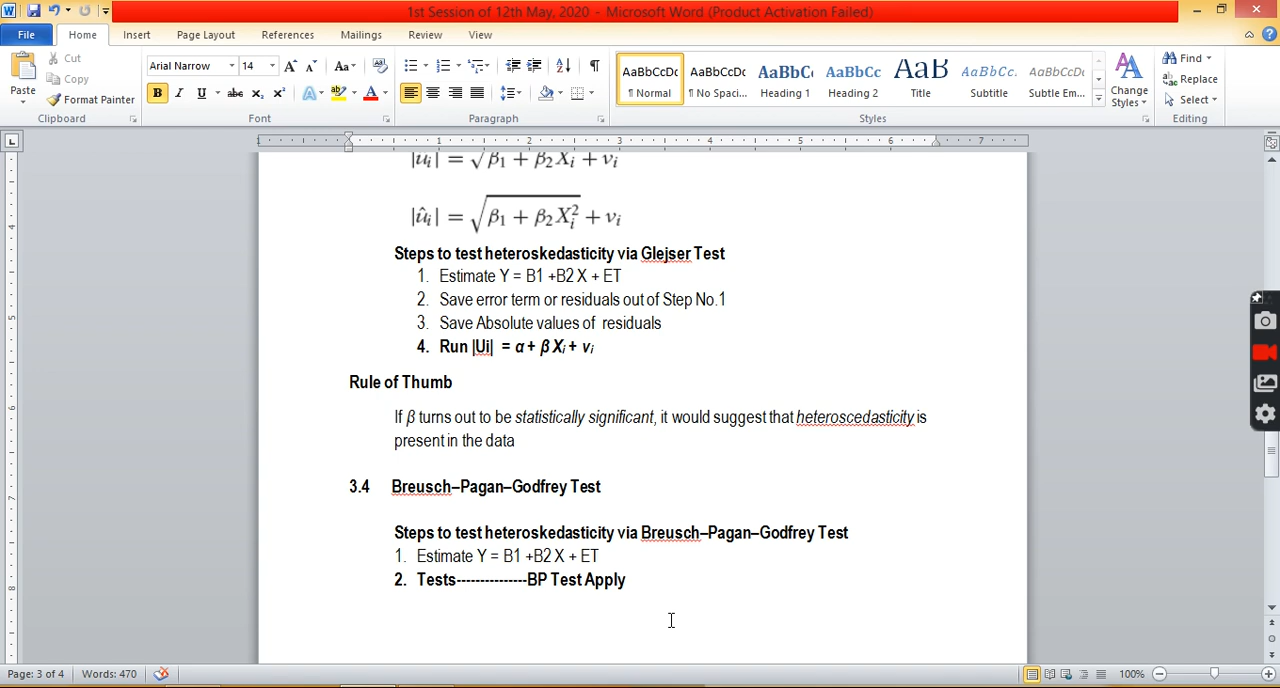 1st Session of 12th May, 2020 - Microsoft Word (Product Activation Failed)
File Home Insert Page Layout References Mailings Review View
Paste
Cut
Copy
Format Painter
Clipboard
Arial Narrow 14
Font
Paragraph
AaBbCcDc AaBbCcDc AaBbC( AaBbCc AaB AaBbCc. AaBbCcDc
¶ Normal ¶ No Spaci... Heading 1 Heading 2 Title Subtitle Subtle Em...
Change Styles
Styles
Find
Replace
Select
Editing
|ûᵢ| = √β₁ + β₂Xᵢ + vᵢ
|ûᵢ| = √β₁ + β₂Xᵢ² + vᵢ
Steps to test heteroskedasticity via Glejser Test
1. Estimate Y = B1 +B2 X + ET
2. Save error term or residuals out of Step No.1
3. Save Absolute values of residuals
4. Run |Ui| = α + β Xᵢ + vᵢ
Rule of Thumb
If β turns out to be statistically significant, it would suggest that heteroscedasticity is
present in the data
3.4 Breusch–Pagan–Godfrey Test
Steps to test heteroskedasticity via Breusch–Pagan–Godfrey Test
1. Estimate Y = B1 +B2 X + ET
2. Tests---------------BP Test Apply
Page: 3 of 4 Words: 470 100%